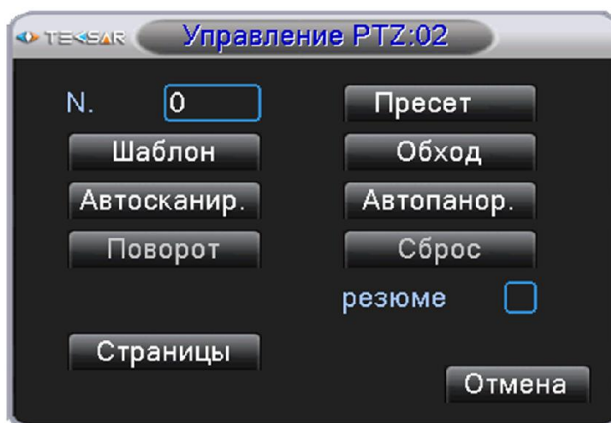 TEKSAR Управление PTZ:02
N. 0 Пресет
Шаблон Обход
Автосканир. Автопанор.
Поворот Сброс
резюме
Страницы
Отмена